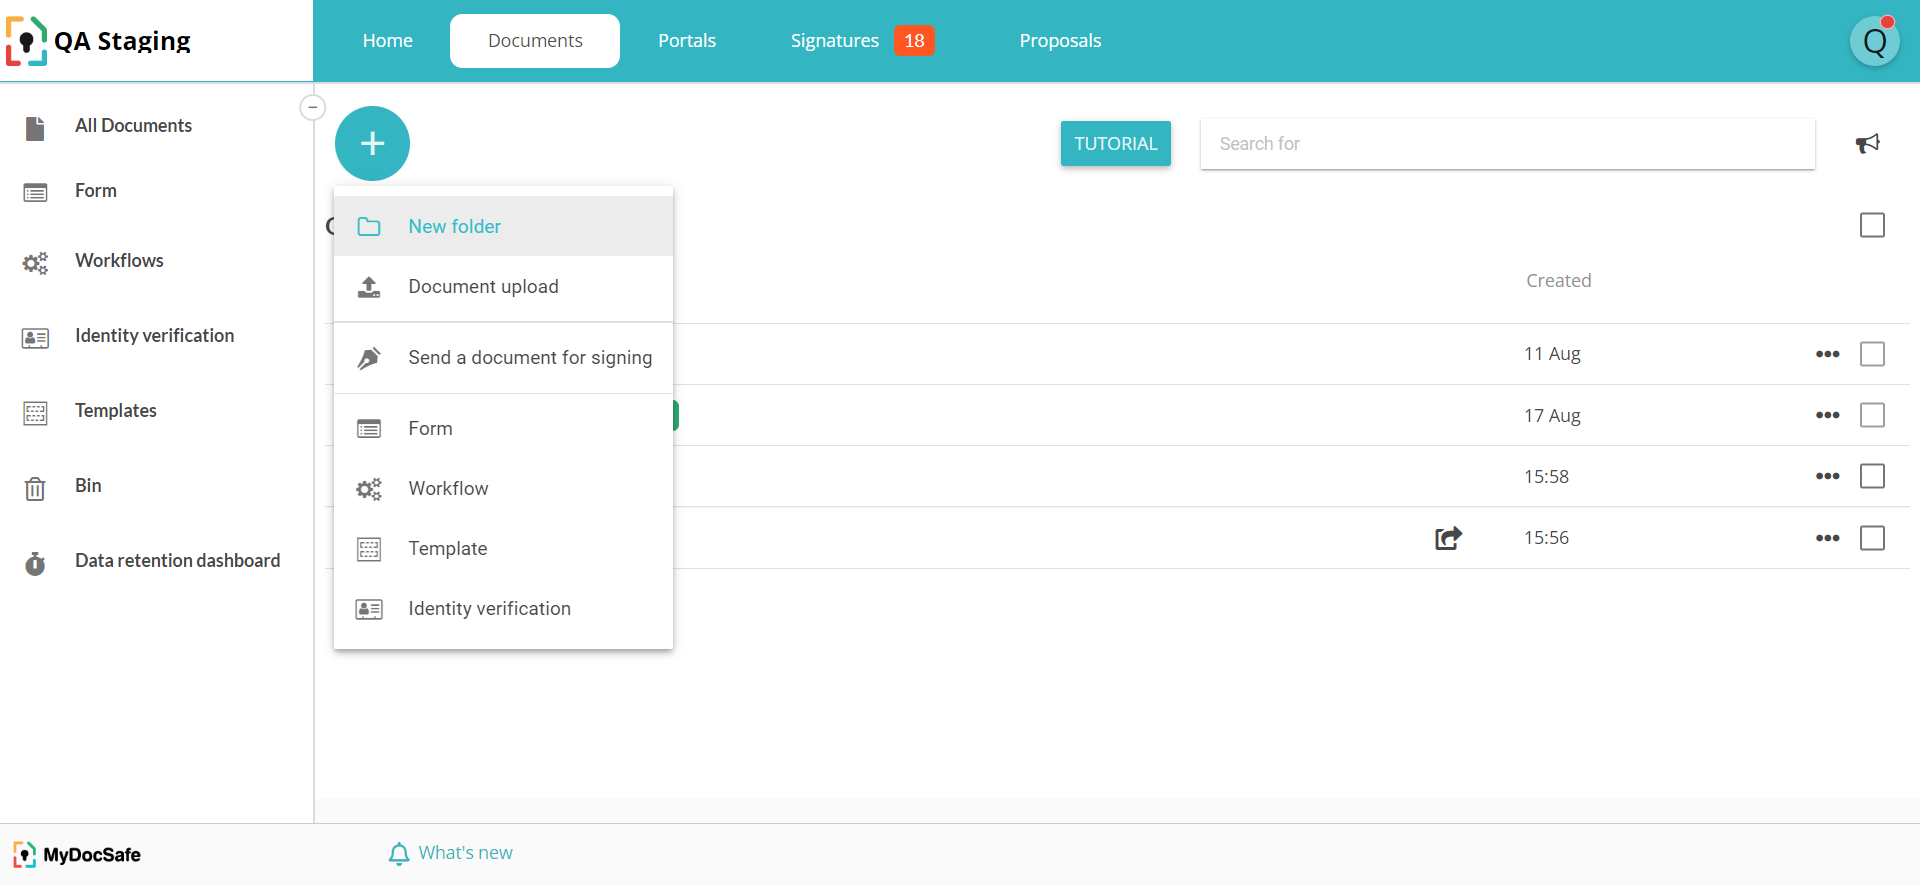 QA Staging
Home
Documents
Portals
Signatures 18
Proposals
Q
All Documents
Form
Workflows
Identity verification
Templates
Bin
Data retention dashboard
TUTORIAL
Search for
New folder
Document upload
Send a document for signing
Form
Workflow
Template
Identity verification
Created
11 Aug
17 Aug
15:58
15:56
MyDocSafe
What's new